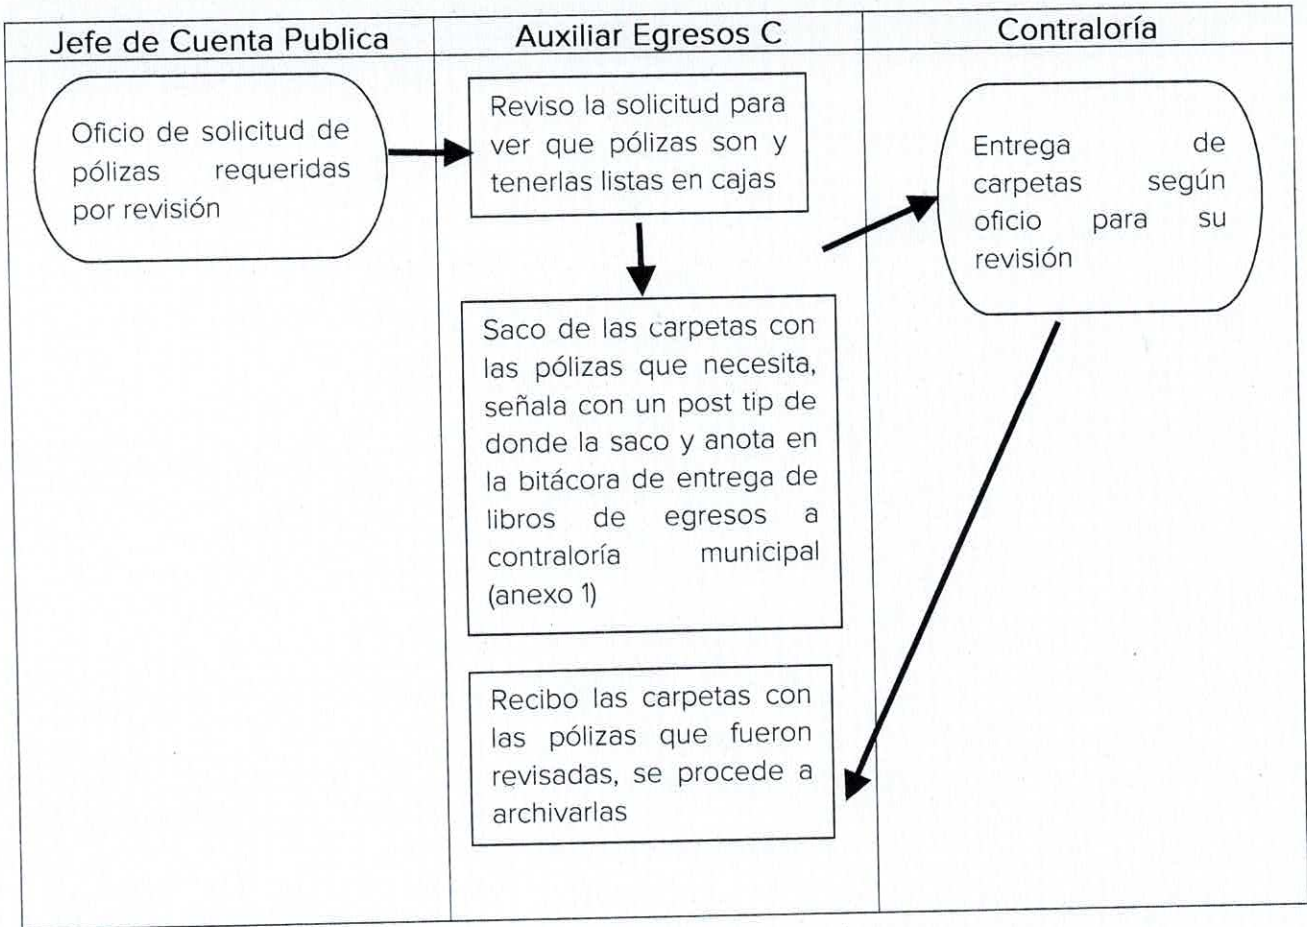 Jefe de Cuenta Publica
Auxiliar Egresos C
Contraloría
Oficio de solicitud de
pólizas requeridas
por revisión
Reviso la solicitud para
ver que pólizas son y
tenerlas listas en cajas
Saco de las carpetas con
las pólizas que necesita,
señala con un post tip de
donde la saco y anota en
la bitácora de entrega de
libros de egresos a
contraloría municipal
(anexo 1)
Recibo las carpetas con
las pólizas que fueron
revisadas, se procede a
archivarlas
Entrega de
carpetas según
oficio para su
revisión